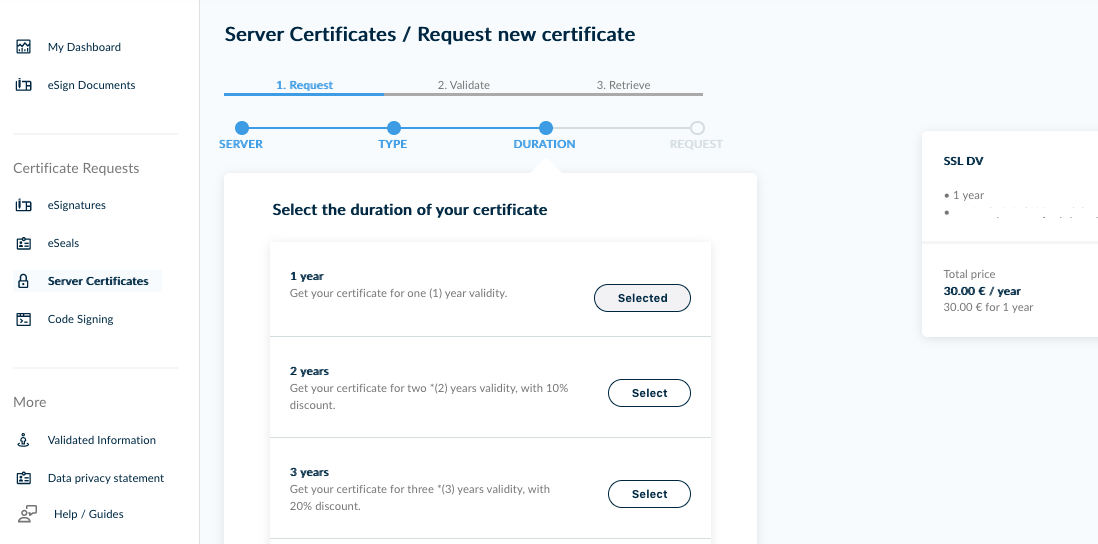 My Dashboard
eSign Documents
Certificate Requests
eSignatures
eSeals
Server Certificates
Code Signing
More
Validated Information
Data privacy statement
Help / Guides
Server Certificates / Request new certificate
1. Request
2. Validate
3. Retrieve
SERVER
TYPE
DURATION
REQUEST
Select the duration of your certificate
1 year
Get your certificate for one (1) year validity.
Selected
2 years
Get your certificate for two *(2) years validity, with 10%
discount.
Select
3 years
Get your certificate for three *(3) years validity, with
20% discount.
Select
SSL DV
• 1 year
•
Total price
30.00 € / year
30.00 € for 1 year